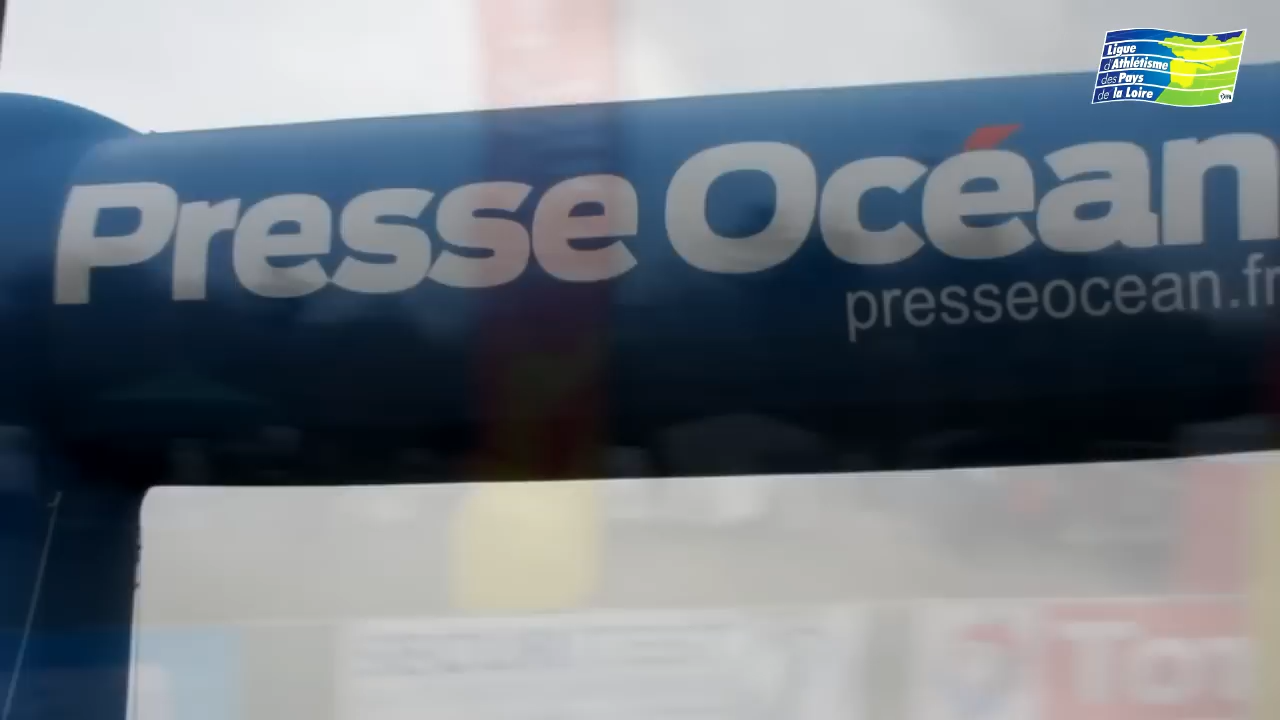 Ligue
d'Athlétisme
des Pays
de la Loire
Presse Océan
presseocean.fr